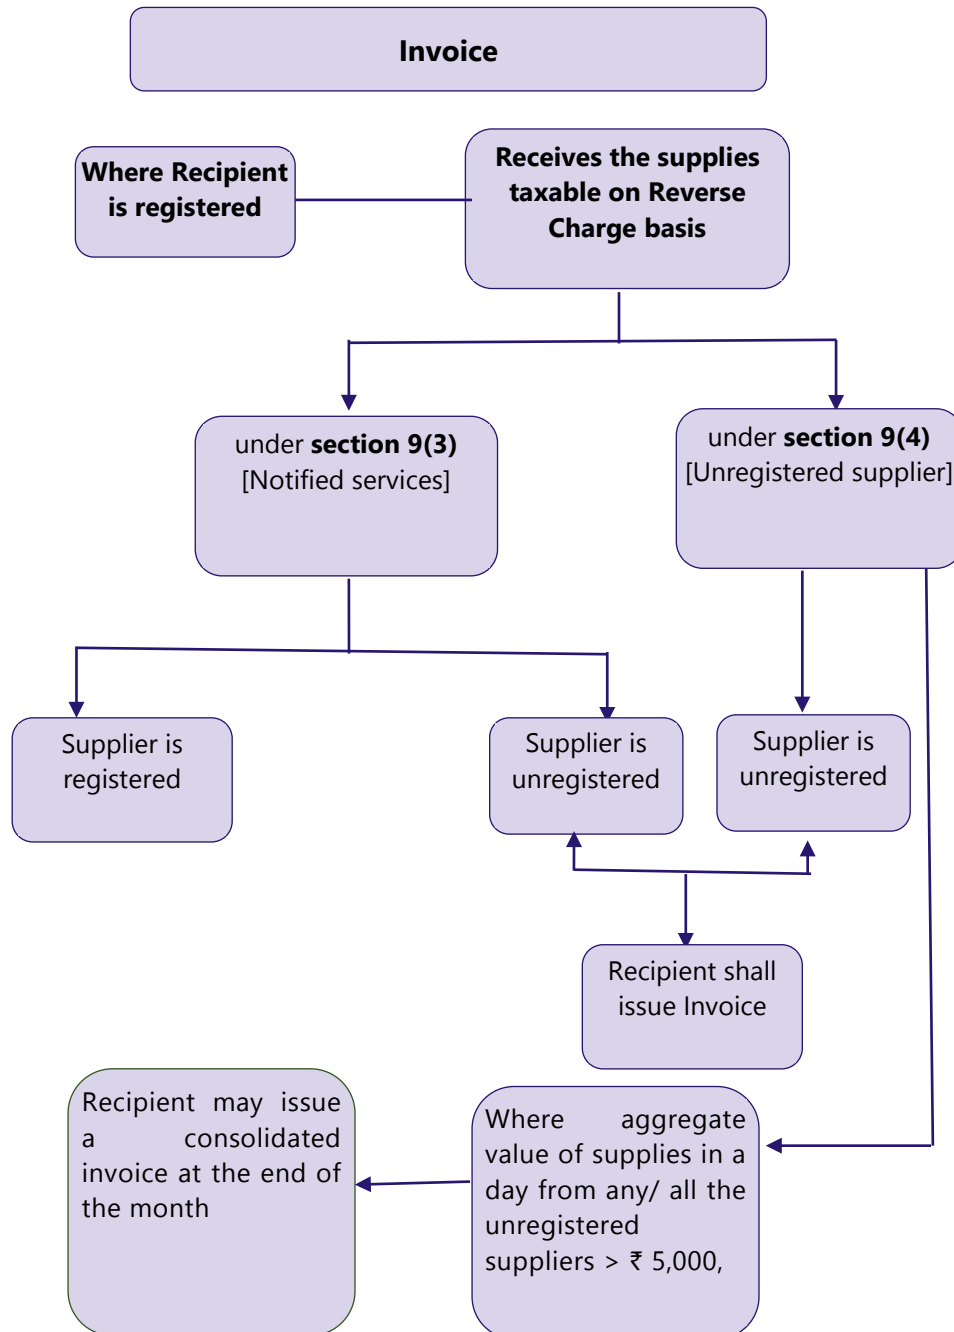 Invoice
Where Recipient
is registered
Receives the supplies
taxable on Reverse
Charge basis
under section 9(3)
[Notified services]
under section 9(4)
[Unregistered supplier]
Supplier is
registered
Supplier is
unregistered
Supplier is
unregistered
Recipient shall
issue Invoice
Recipient may issue
a consolidated
invoice at the end of
the month
Where aggregate
value of supplies in a
day from any/ all the
unregistered
suppliers > ₹ 5,000,